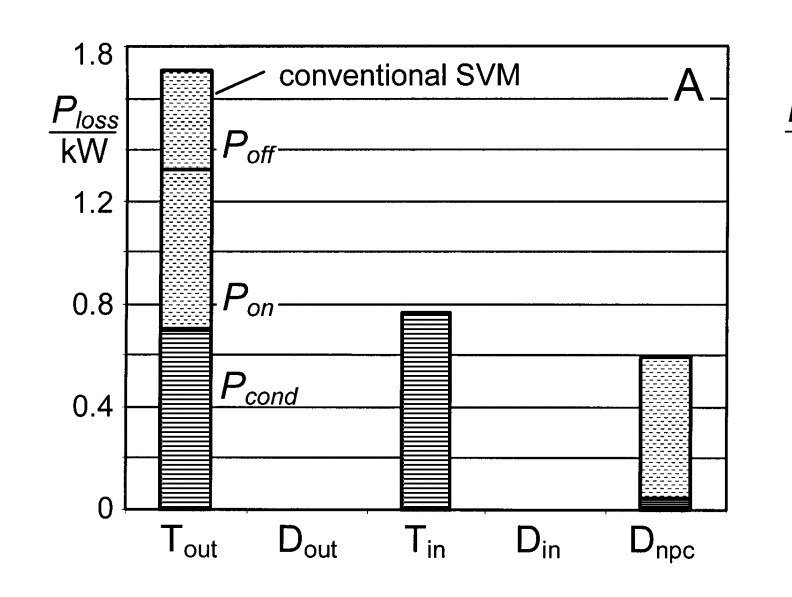 1.8
conventional SVM
A
P_loss
kW
P_off
1.2
P_on
0.8
P_cond
0.4
0
T_out D_out T_in D_in D_npc